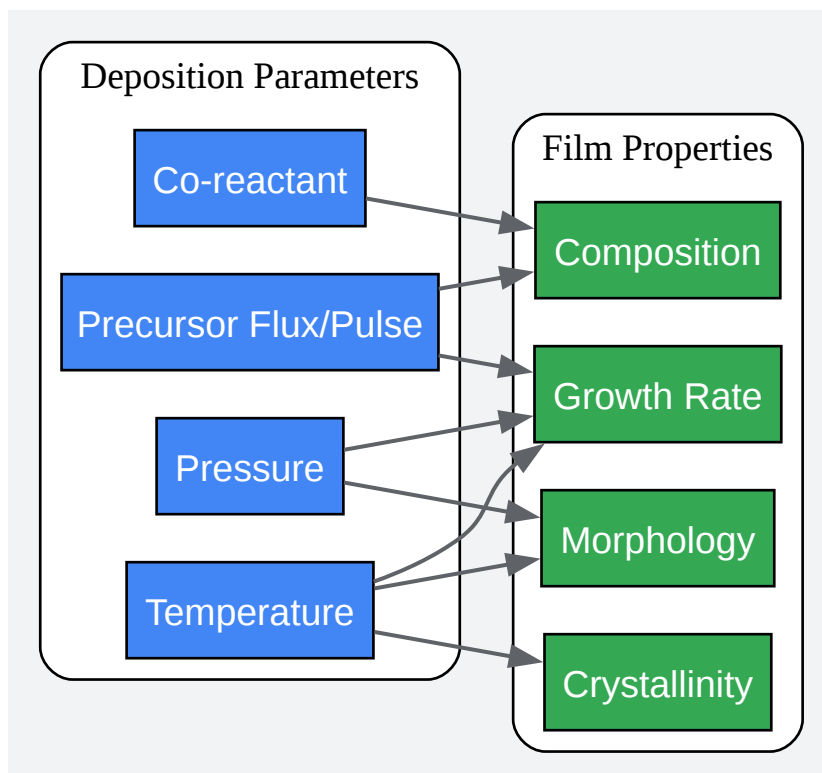 Deposition Parameters
Co-reactant
Precursor Flux/Pulse
Pressure
Temperature
Film Properties
Composition
Growth Rate
Morphology
Crystallinity